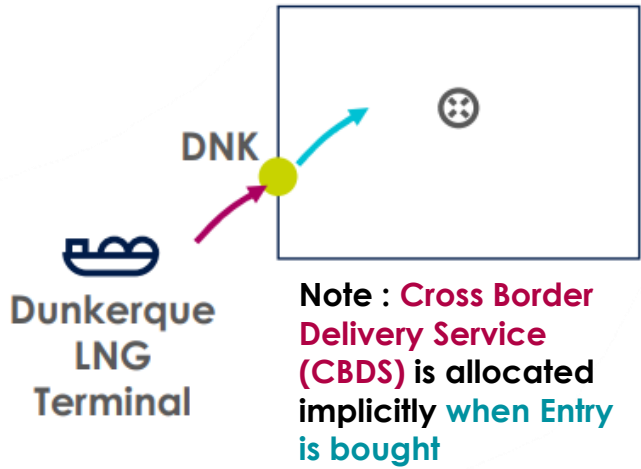 DNK
Dunkerque
LNG
Terminal
Note : Cross Border
Delivery Service
(CBDS) is allocated
implicitly when Entry
is bought